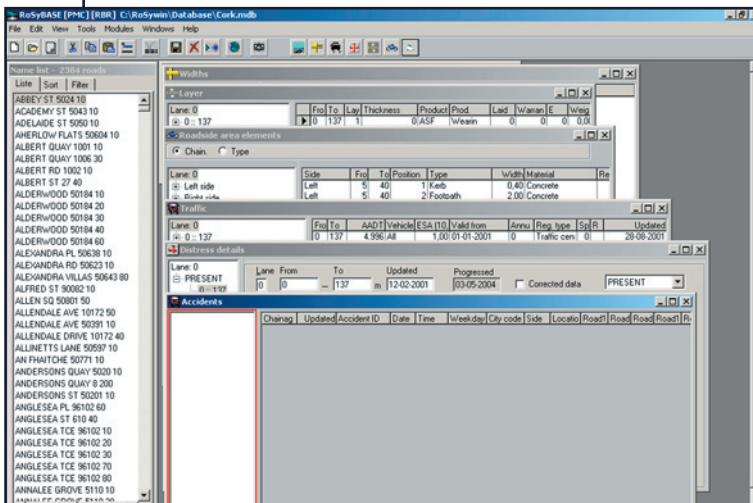 RoSyBASE [PMC] [RBR] C:\RoSywin\Database\Cork.mdb
File Edit View Tools Modules Windows Help
Name list - 2384 roads
Liste Sort Filter
ABBEY ST 5024 10
ACADEMY ST 5043 10
ADELAIDE ST 5050 10
AHERLOW FLATS 50604 10
ALBERT QUAY 1001 10
ALBERT QUAY 1006 30
ALBERT RD 1002 10
ALBERT ST 27 40
ALDERWOOD 50184 10
ALDERWOOD 50184 20
ALDERWOOD 50184 30
ALDERWOOD 50184 40
ALDERWOOD 50184 60
ALEXANDRA PL 50638 10
ALEXANDRA RD 50623 10
ALEXANDRA VILLAS 50643 80
ALFRED ST 90082 10
ALLEN SQ 50801 50
ALLENDALE AVE 10172 50
ALLENDALE AVE 50391 10
ALLENDALE DRIVE 10172 40
ALLINETTS LANE 50597 10
AN FHAITCHE 50771 10
ANDERSONS QUAY 5020 10
ANDERSONS QUAY 8 200
ANDERSONS ST 50201 10
ANGLESEA PL 96102 60
ANGLESEA ST 610 40
ANGLESEA TCE 96102 10
ANGLESEA TCE 96102 20
ANGLESEA TCE 96102 30
ANGLESEA TCE 96102 70
ANGLESEA TCE 96102 80
ANNALEE GROVE 5110 10
ANNALEE GROVE 5110 20
Widths
Layer
Lane: 0 Fro To Lay Thickness Product Prod. Laid Warran E Weig
0 :: 137 0 137 1 0 ASF Wearin 0 0 0 0,00
Roadside area elements
Chain. Type
Lane: 0 Side Fro To Position Type Width Material Re
Left side Left 5 40 1 Kerb 0,40 Concrete
Right side Left 5 40 2 Footpath 2,00 Concrete
Traffic
Lane: 0 Fro To AADT Vehicle ESA (10, Valid from Annu Reg. type Sp R Updated
0 :: 137 0 137 4.996 All 1,00 01-01-2001 0 Traffic cen 0 28-08-2001
Distress details
Lane: 0 Lane From To Updated Progressed
PRESENT 0 0 – 137 m 12-02-2001 03-05-2004 Corrected data PRESENT
0 :: 137
Accidents
Chainag Updated Accident ID Date Time Weekday City code Side Locatio Road1 Road Road Road1 R